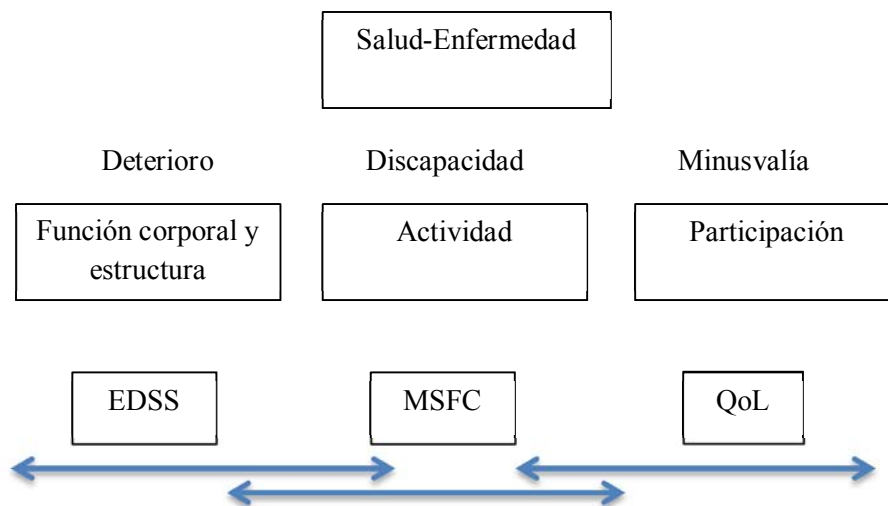 Salud-Enfermedad
Deterioro
Discapacidad
Minusvalía
Función corporal y
estructura
Actividad
Participación
EDSS
MSFC
QoL